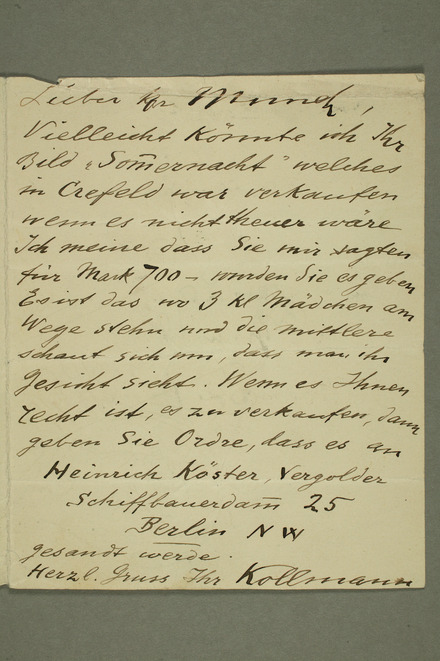 Lieber Hr Munch,
Vielleicht könnte ich Ihr
Bild „Som̄ernacht" welches
in Crefeld war verkaufen
wenn es nicht theuer wäre
Ich meine dass Sie mir sagten
für Mark 700 – wurden Sie es geben
Es ist das wo 3 kl Mädchen am
Wege stehn und die mittlere
schaut sich um, dass man ihr
Gesicht sieht. Wenn es Ihnen
recht ist, es zu verkaufen, dann
geben Sie Ordre, dass es an
Heinrich Köster, Vergolder
Schiffbauerdam̄ 25
Berlin NW
gesandt werde.
Herzl. Gruss Ihr Kollmann